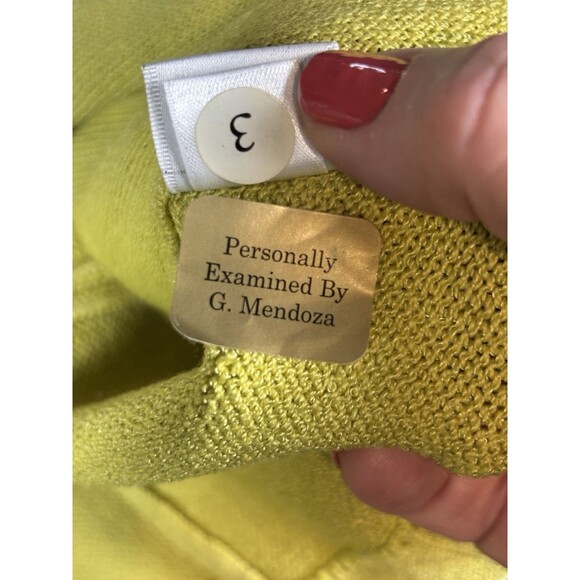 3
Personally
Examined By
G. Mendoza